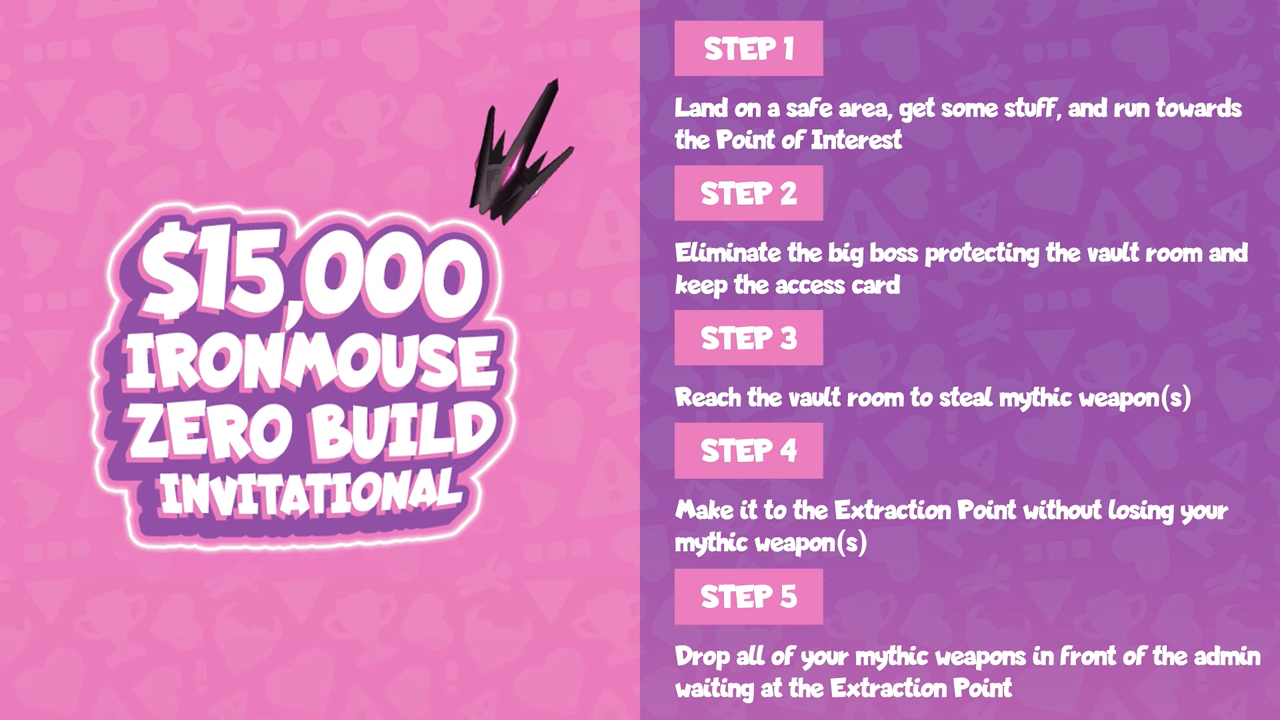 $15,000
IRONMOUSE
ZERO BUILD
INVITATIONAL
STEP 1
Land on a safe area, get some stuff, and run towards
the Point of Interest
STEP 2
Eliminate the big boss protecting the vault room and
keep the access card
STEP 3
Reach the vault room to steal mythic weapon(s)
STEP 4
Make it to the Extraction Point without losing your
mythic weapon(s)
STEP 5
Drop all of your mythic weapons in front of the admin
waiting at the Extraction Point